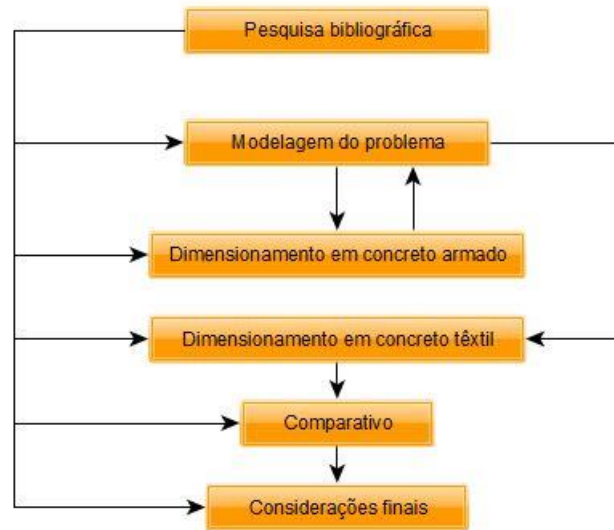 Pesquisa bibliográfica
Modelagem do problema
Dimensionamento em concreto armado
Dimensionamento em concreto têxtil
Comparativo
Considerações finais